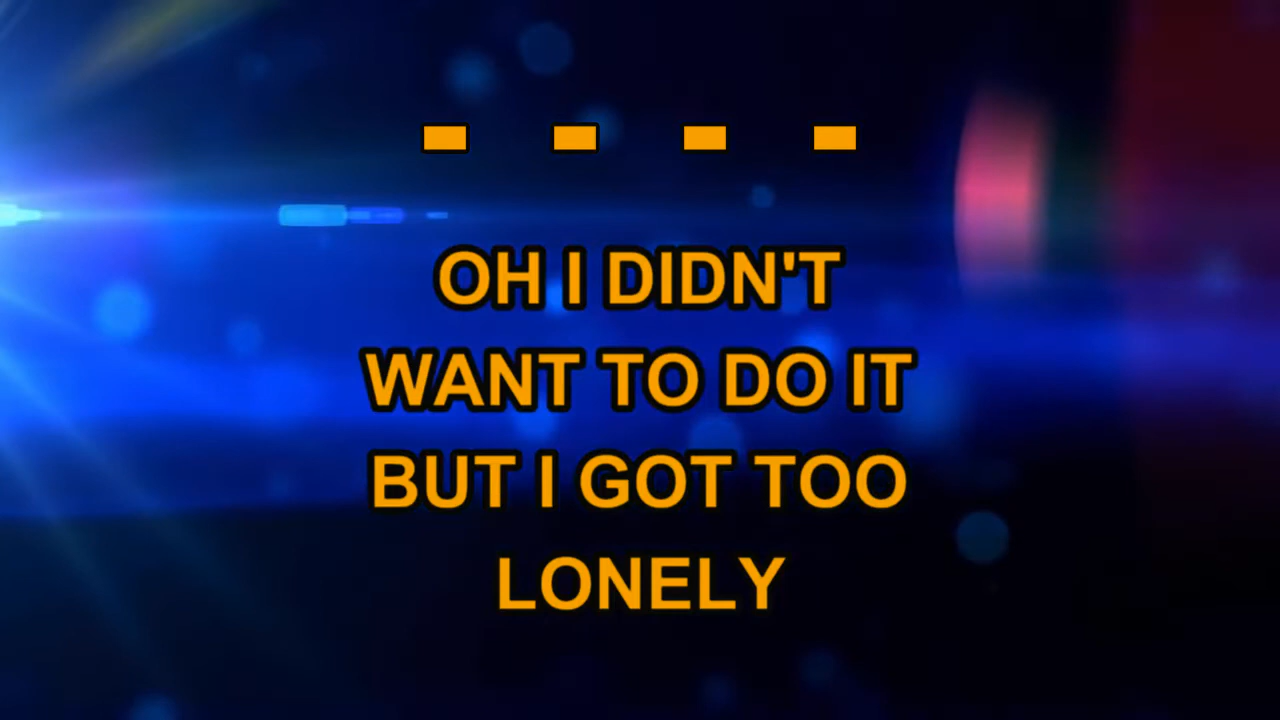 - - - -
OH I DIDN'T
WANT TO DO IT
BUT I GOT TOO
LONELY